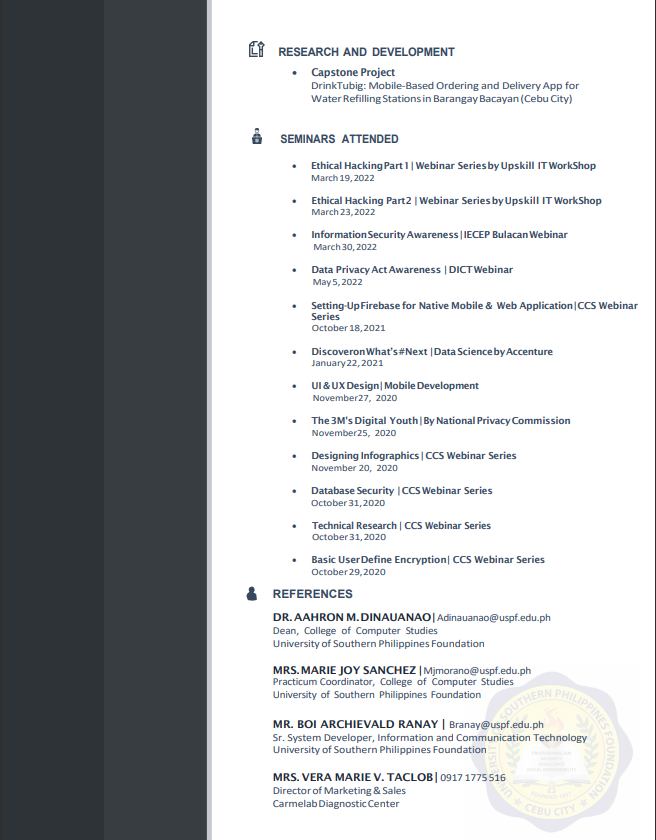 RESEARCH AND DEVELOPMENT
• Capstone Project
DrinkTubig: Mobile-Based Ordering and Delivery App for
Water Refilling Stations in Barangay Bacayan (Cebu City)
SEMINARS ATTENDED
• Ethical Hacking Part 1 | Webinar Series by Upskill IT WorkShop
March 19, 2022
• Ethical Hacking Part 2 | Webinar Series by Upskill IT WorkShop
March 23, 2022
• Information Security Awareness | IECEP Bulacan Webinar
March 30, 2022
• Data Privacy Act Awareness | DICT Webinar
May 5, 2022
• Setting-Up Firebase for Native Mobile & Web Application | CCS Webinar
Series
October 18, 2021
• Discover on What's #Next | Data Science by Accenture
January 22, 2021
• UI & UX Design | Mobile Development
November 27, 2020
• The 3M's Digital Youth | By National Privacy Commission
November 25, 2020
• Designing Infographics | CCS Webinar Series
November 20, 2020
• Database Security | CCS Webinar Series
October 31, 2020
• Technical Research | CCS Webinar Series
October 31, 2020
• Basic User Define Encryption | CCS Webinar Series
October 29, 2020
REFERENCES
DR. AAHRON M. DINAUANAO | Adinauanao@uspf.edu.ph
Dean, College of Computer Studies
University of Southern Philippines Foundation
MRS. MARIE JOY SANCHEZ | Mjmorano@uspf.edu.ph
Practicum Coordinator, College of Computer Studies
University of Southern Philippines Foundation
MR. BOI ARCHIEVALD RANAY | Branay@uspf.edu.ph
Sr. System Developer, Information and Communication Technology
University of Southern Philippines Foundation
MRS. VERA MARIE V. TACLOB | 0917 1775 516
Director of Marketing & Sales
Carmelab Diagnostic Center
UNIVERSITY OF SOUTHERN PHILIPPINES FOUNDATION
CEBU CITY